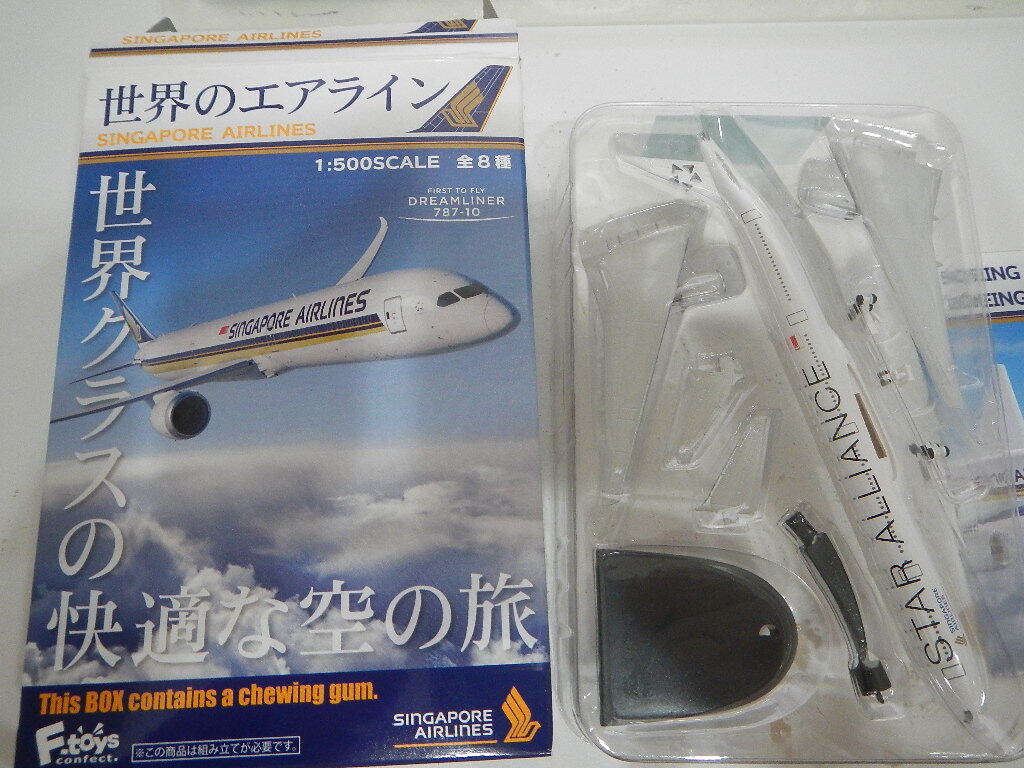 SINGAPORE AIRLINES
世界のエアライン
SINGAPORE AIRLINES
1:500SCALE 全8種
FIRST TO FLY
DREAMLINER
787-10
世界クラスの
快適な空の旅
SINGAPORE AIRLINES
This BOX contains a chewing gum.
F-toys
confect.
※この商品は組み立てが必要です。
SINGAPORE
AIRLINES
STAR ALLIANCE
SINGAPORE
AIRLINES
EING